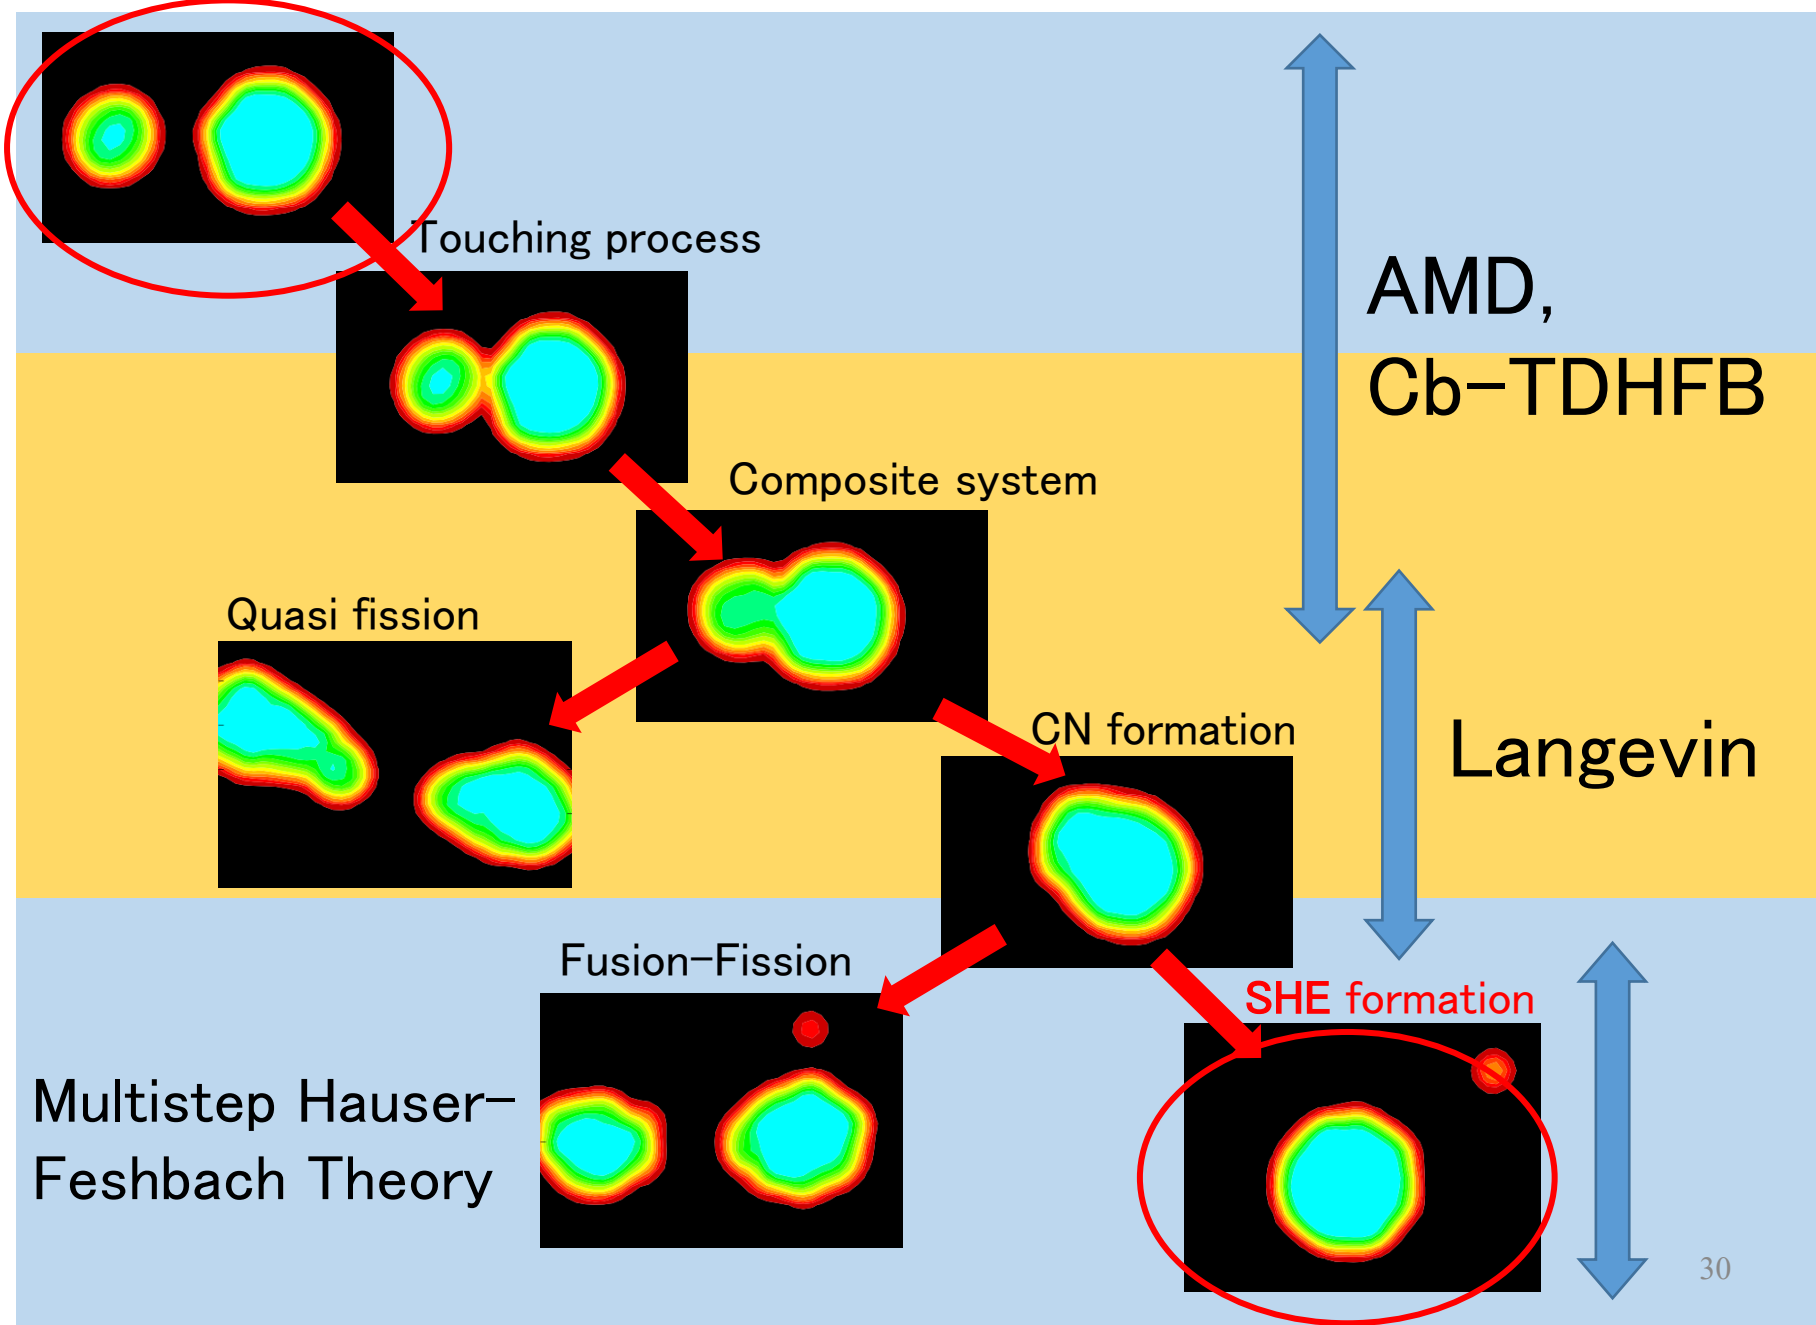 Touching process
AMD,
Cb-TDHFB
Composite system
Quasi fission
CN formation
Langevin
Fusion-Fission
SHE formation
Multistep Hauser-
Feshbach Theory
30